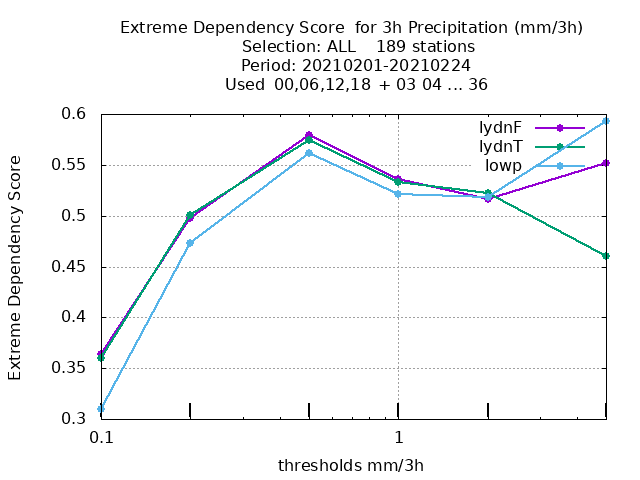 Extreme Dependency Score  for 3h Precipitation (mm/3h)
Selection: ALL    189 stations
Period: 20210201-20210224
Used  00,06,12,18  + 03 04 ... 36
Extreme Dependency Score
0.6
0.55
0.5
0.45
0.4
0.35
0.3
lydnF
lydnT
lowp
0.1
1
thresholds mm/3h